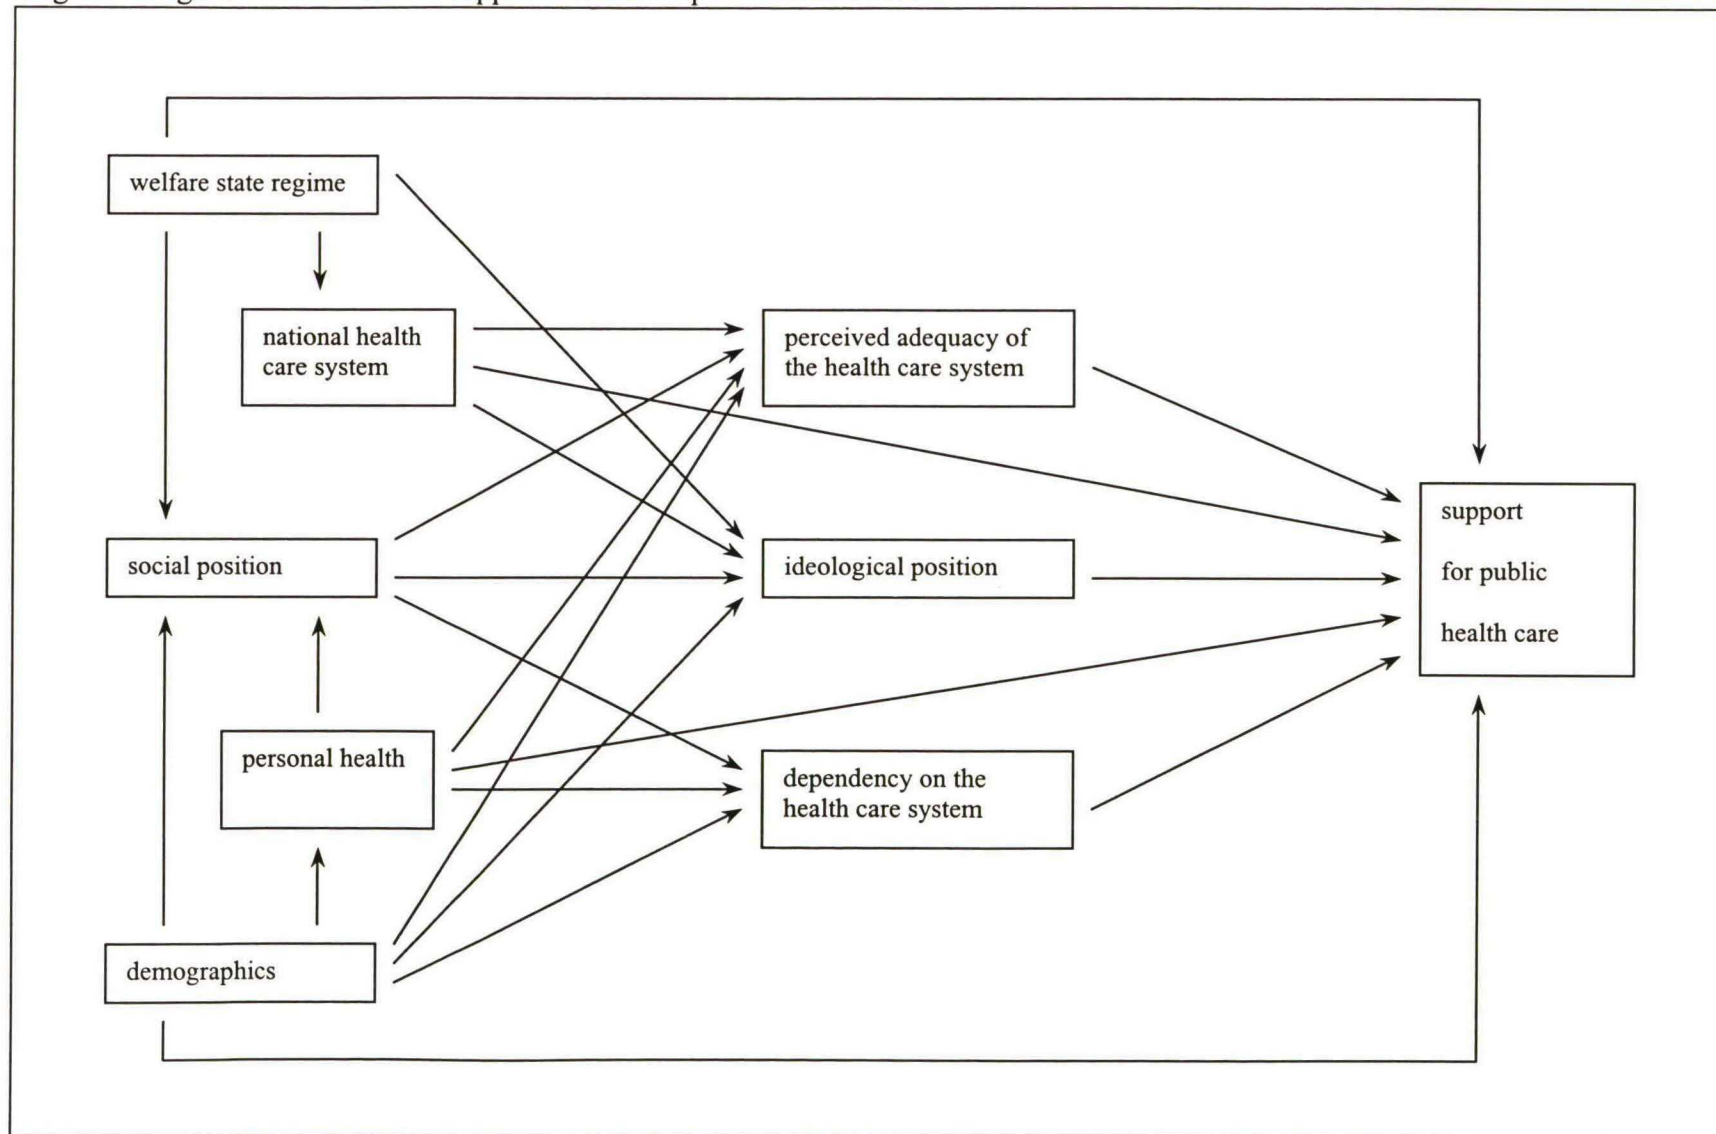 welfare state regime
national health
care system
perceived adequacy of
the health care system
support
for public
health care
social position
ideological position
personal health
dependency on the
health care system
demographics